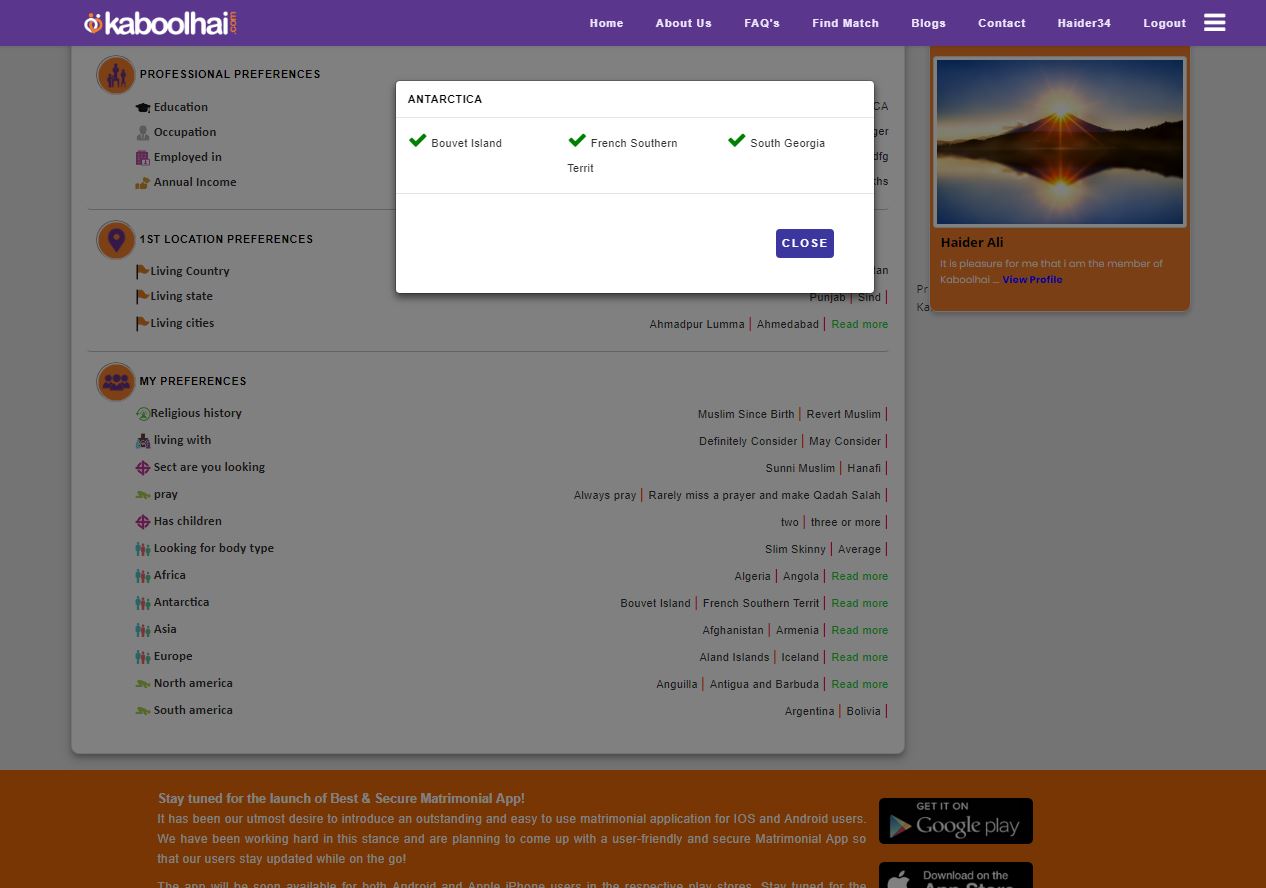 kaboolhai.com
Home About Us FAQ's Find Match Blogs Contact Haider34 Logout
PROFESSIONAL PREFERENCES
Education CA
Occupation ger
Employed in dfg
Annual Income ths
ANTARCTICA
Bouvet Island French Southern South Georgia
Territ
CLOSE
1ST LOCATION PREFERENCES
Living Country tan
Living state Punjab Sind
Living cities Ahmadpur Lumma Ahmedabad Read more
MY PREFERENCES
Religious history Muslim Since Birth Revert Muslim
living with Definitely Consider May Consider
Sect are you looking Sunni Muslim Hanafi
pray Always pray Rarely miss a prayer and make Qadah Salah
Has children two three or more
Looking for body type Slim Skinny Average
Africa Algeria Angola Read more
Antarctica Bouvet Island French Southern Territ Read more
Asia Afghanistan Armenia Read more
Europe Aland Islands Iceland Read more
North america Anguilla Antigua and Barbuda Read more
South america Argentina Bolivia
Haider Ali
It is pleasure for me that i am the member of
Kaboolhai ... View Profile
Pr
Ka
Stay tuned for the launch of Best & Secure Matrimonial App!
It has been our utmost desire to introduce an outstanding and easy to use matrimonial application for IOS and Android users.
We have been working hard in this stance and are planning to come up with a user-friendly and secure Matrimonial App so
that our users stay updated while on the go!
The app will be soon available for both Android and Apple iPhone users in the respective play stores. Stay tuned for the
GET IT ON
Google play
Download on the
App Store